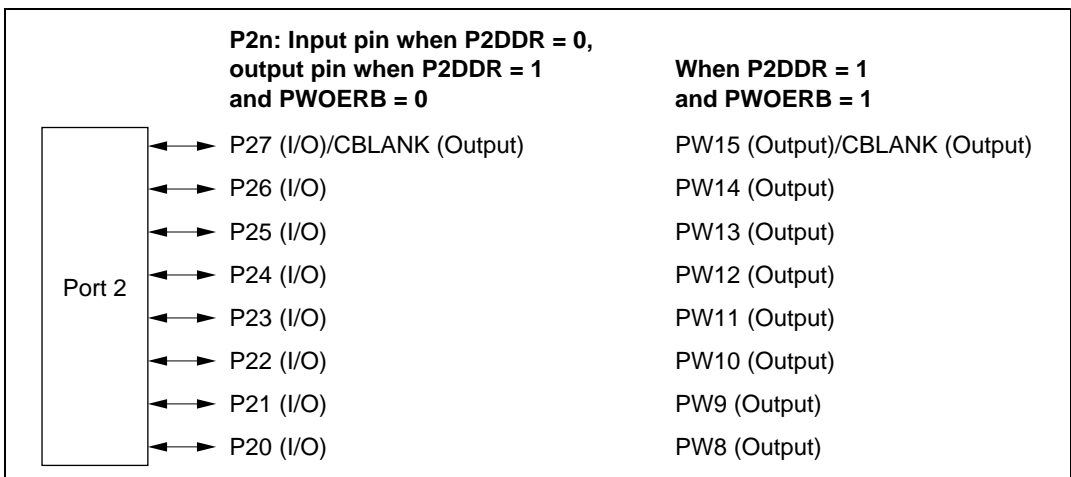 P2n: Input pin when P2DDR = 0,
output pin when P2DDR = 1
and PWOERB = 0
When P2DDR = 1
and PWOERB = 1
Port 2
P27 (I/O)/CBLANK (Output) PW15 (Output)/CBLANK (Output)
P26 (I/O) PW14 (Output)
P25 (I/O) PW13 (Output)
P24 (I/O) PW12 (Output)
P23 (I/O) PW11 (Output)
P22 (I/O) PW10 (Output)
P21 (I/O) PW9 (Output)
P20 (I/O) PW8 (Output)